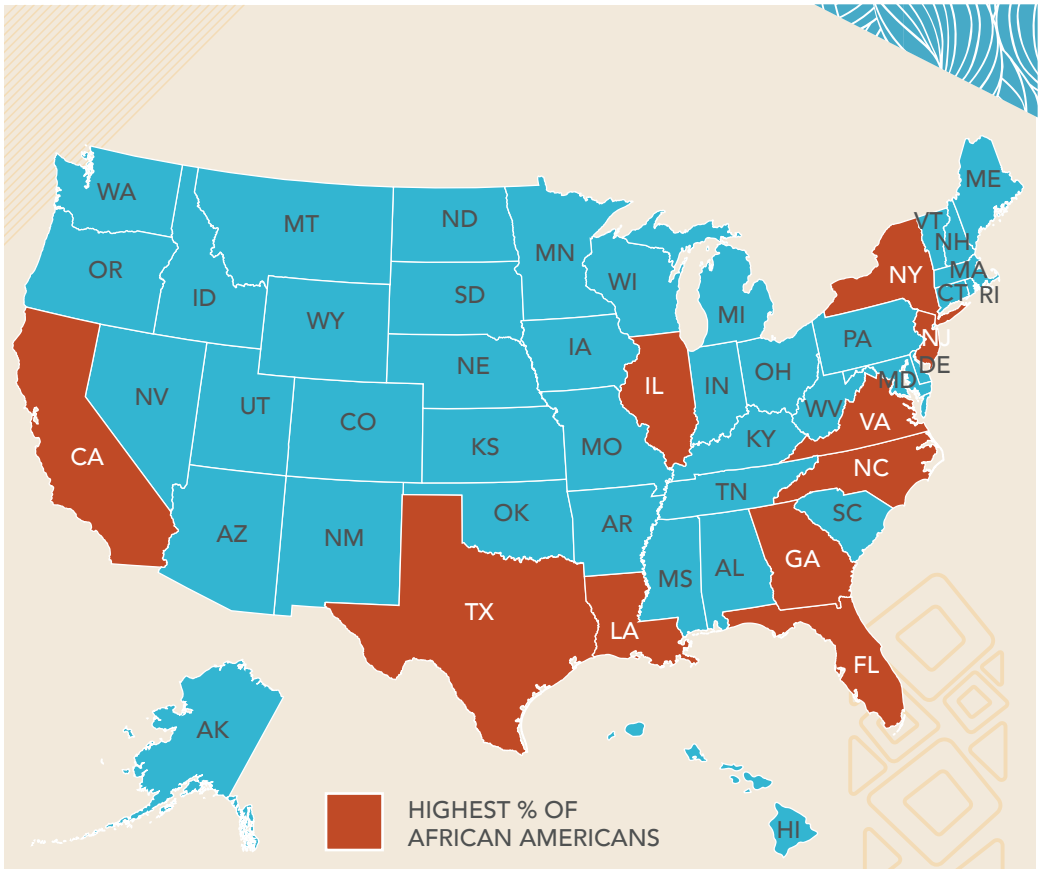 WA
MT
ND
MN
ME
VT
NH
OR
ID
SD
WI
NY
MA
CT
RI
WY
MI
IA
PA
NJ
NE
OH
DE
NV
UT
IL
IN
MD
CO
WV
KS
MO
KY
VA
CA
NC
AZ
NM
OK
TN
AR
SC
MS
AL
GA
TX
LA
FL
AK
HI
HIGHEST % OF
AFRICAN AMERICANS